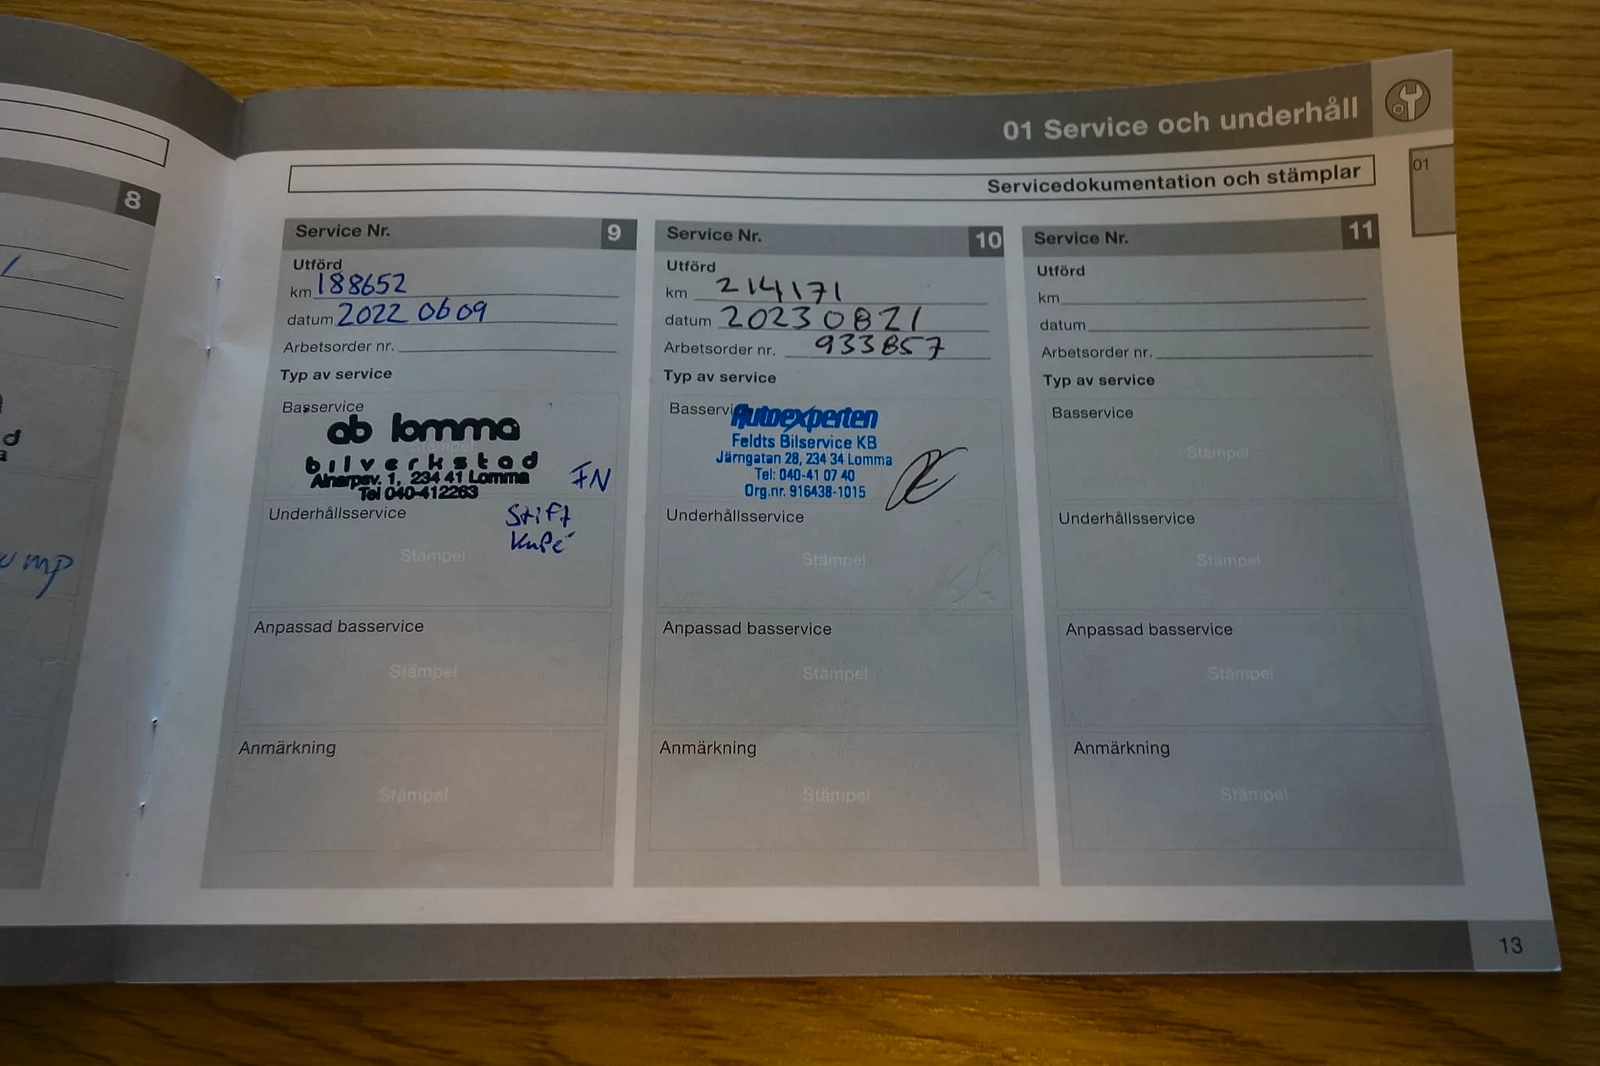 01 Service och underhåll
01
Servicedokumentation och stämplar
8
Service Nr. 9
Utförd
km 188652
datum 2022 06 09
Arbetsorder nr.
Typ av service
Basservice
ab lomma
bilverkstad
Alnarpsv. 1, 234 41 Lomma
Tel 040-412263
FN
Underhållsservice
Stift
Kupé
Stämpel
Anpassad basservice
Stämpel
Anmärkning
Stämpel
Service Nr. 10
Utförd
km 214171
datum 20230821
Arbetsorder nr. 933857
Typ av service
Basservi
Autoexperten
Feldts Bilservice KB
Järngatan 28, 234 34 Lomma
Tel: 040-41 07 40
Org.nr. 916438-1015
Underhållsservice
Stämpel
Anpassad basservice
Stämpel
Anmärkning
Stämpel
Service Nr. 11
Utförd
km
datum
Arbetsorder nr.
Typ av service
Basservice
Stämpel
Underhållsservice
Stämpel
Anpassad basservice
Stämpel
Anmärkning
Stämpel
13